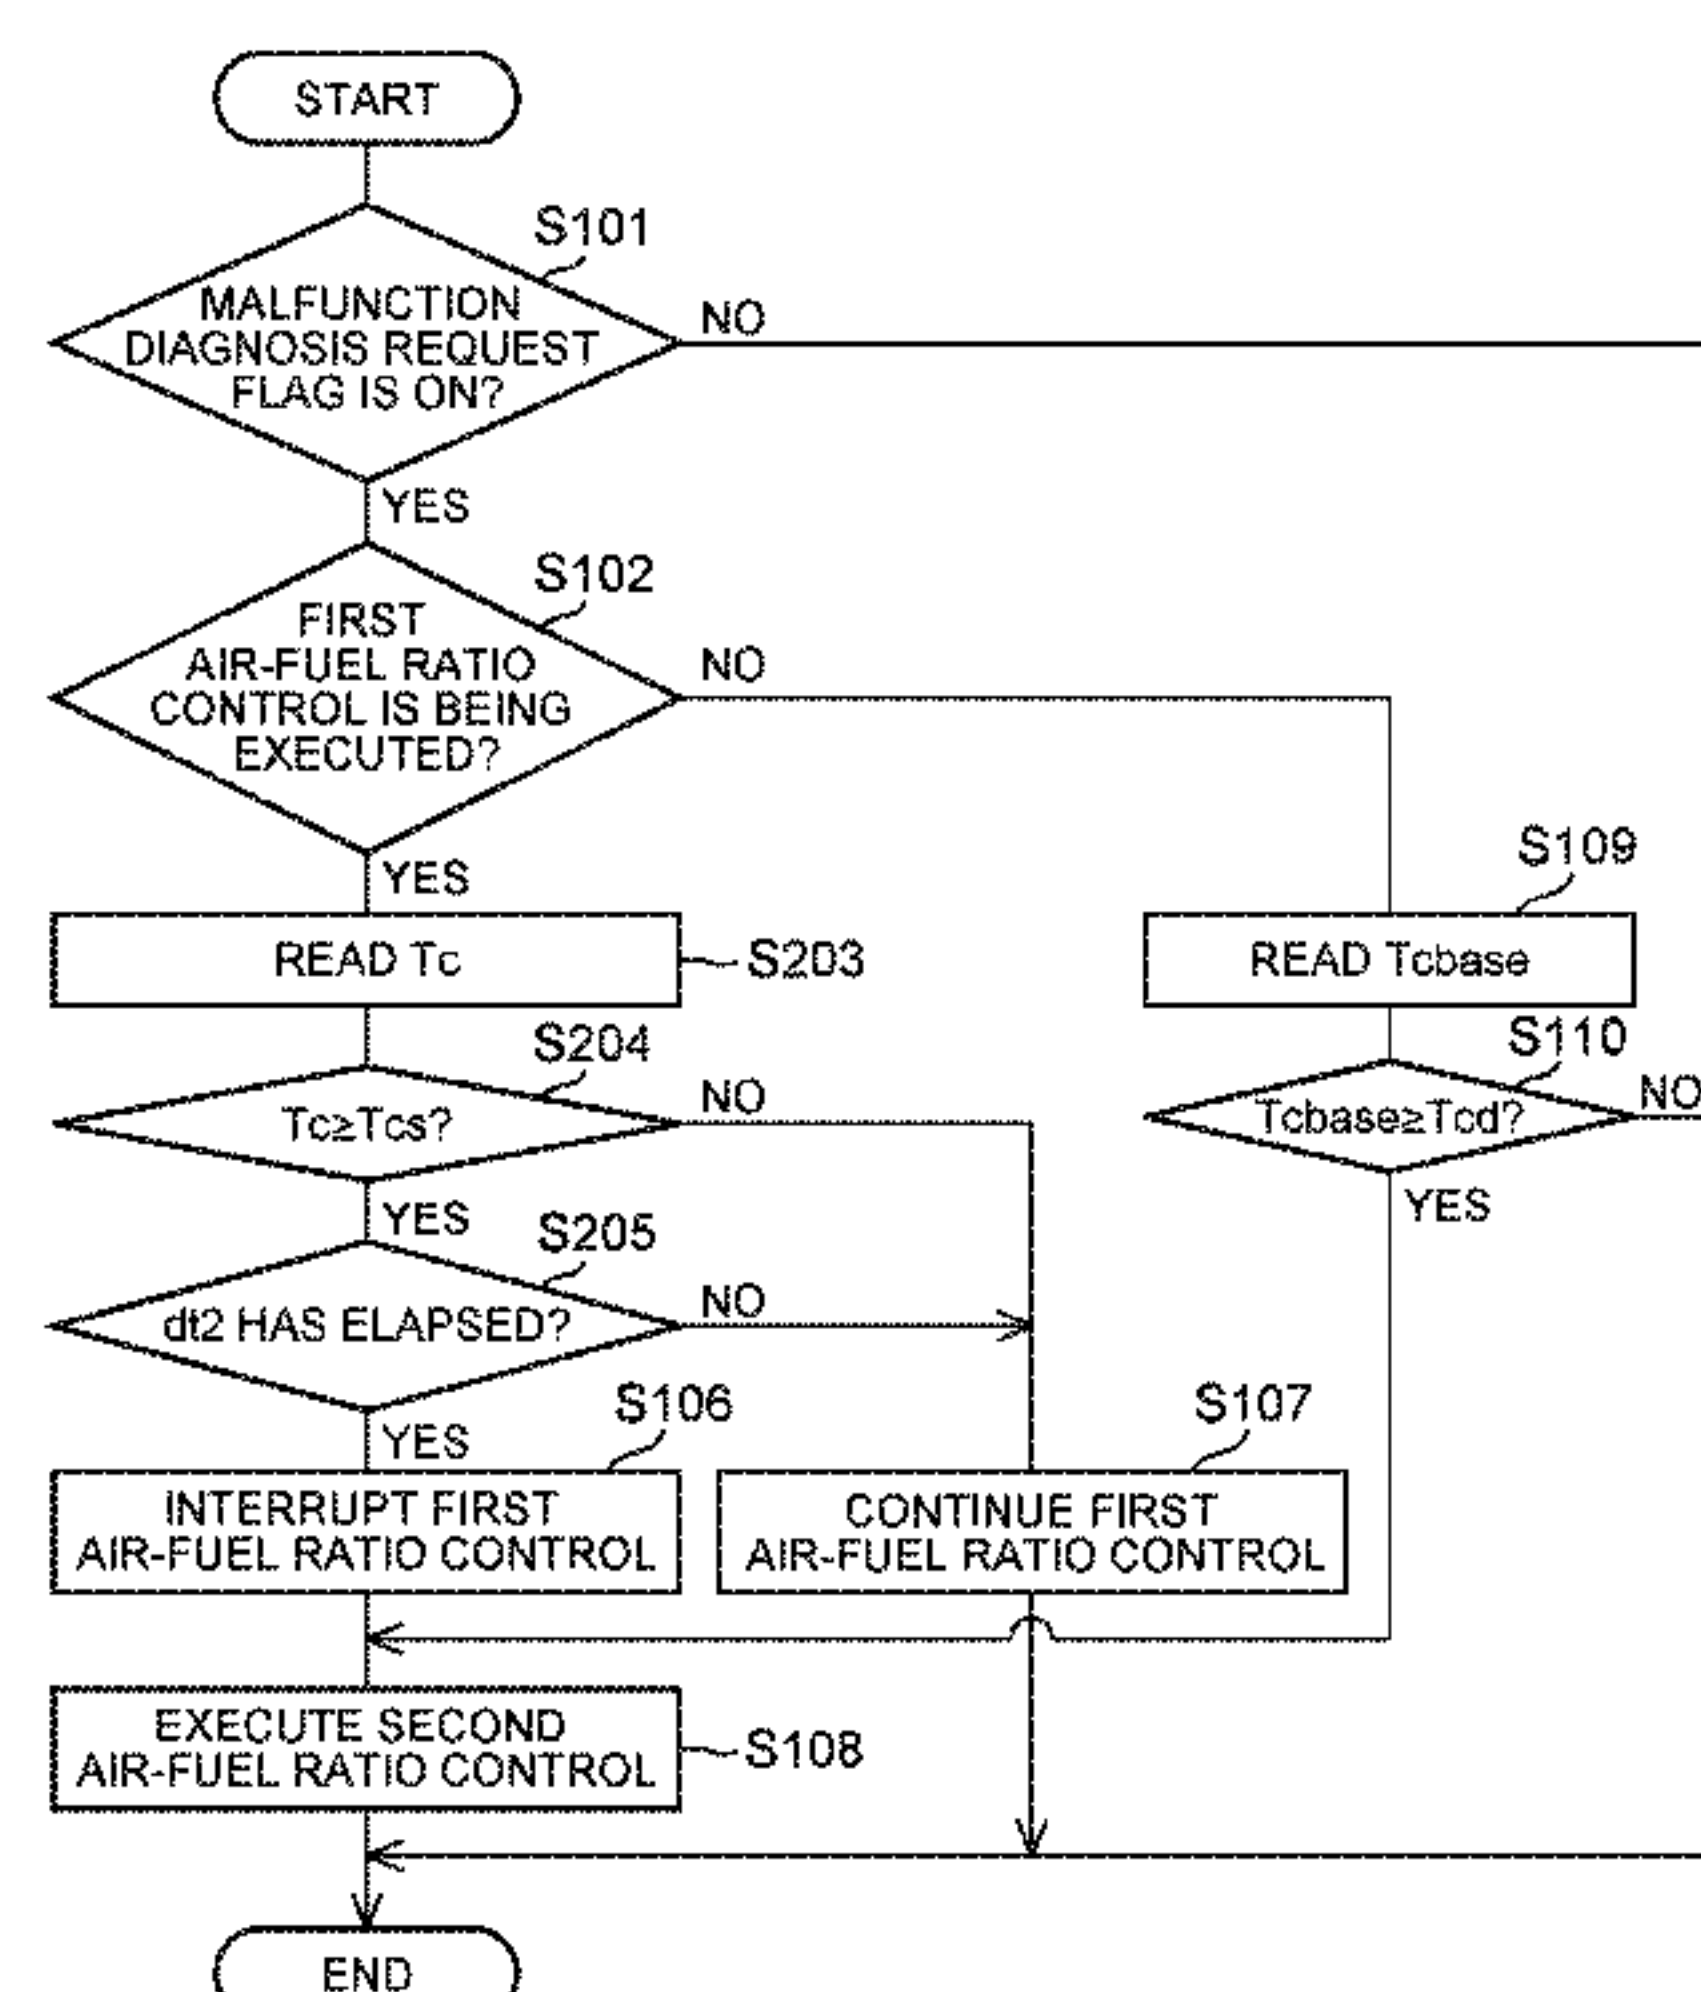 START
S101
MALFUNCTION
DIAGNOSIS REQUEST
FLAG IS ON?
NO
YES
S102
FIRST
AIR-FUEL RATIO
CONTROL IS BEING
EXECUTED?
NO
YES
S109
READ Tc
S203
READ Tcbase
S204
S110
Tc≥Tcs?
NO
Tcbase≥Tcd?
NO
YES
YES
S205
dt2 HAS ELAPSED?
NO
YES
S106
S107
INTERRUPT FIRST
AIR-FUEL RATIO CONTROL
CONTINUE FIRST
AIR-FUEL RATIO CONTROL
EXECUTE SECOND
AIR-FUEL RATIO CONTROL
S108
END